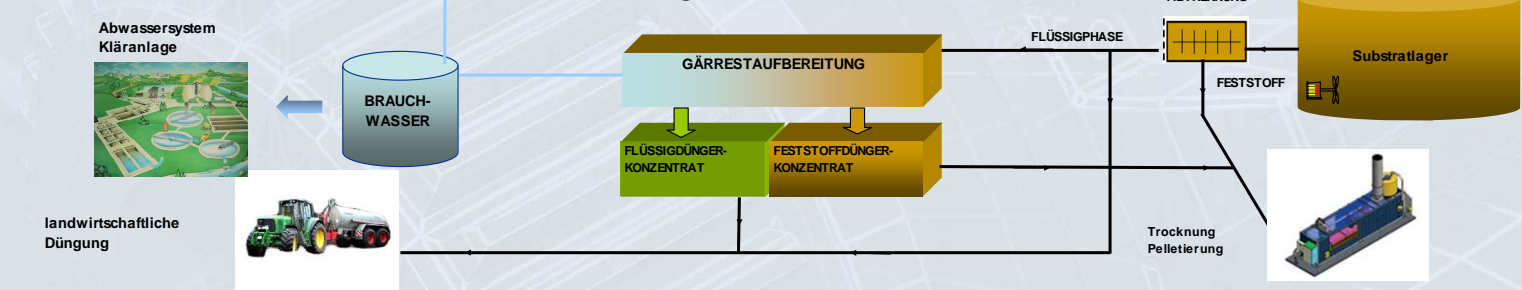 Abwassersystem
Kläranlage
BRAUCH-
WASSER
GÄRRESTAUFBEREITUNG
FLÜSSIGPHASE
FESTSTOFF
Substratlager
FLÜSSIGDÜNGER-
KONZENTRAT
FESTSTOFFDÜNGER-
KONZENTRAT
landwirtschaftliche
Düngung
Trocknung
Pelletierung